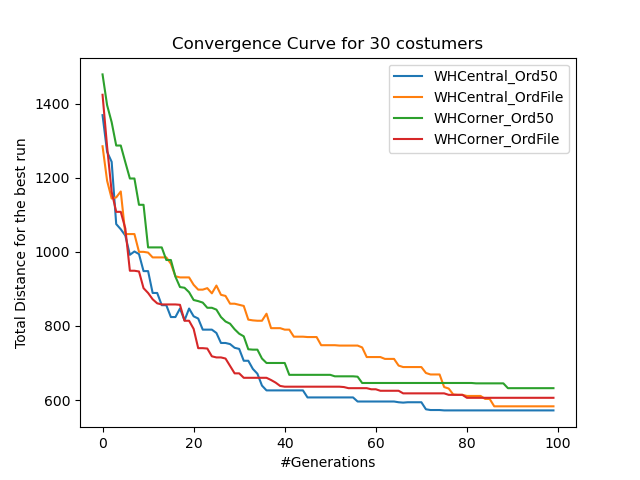 Convergence Curve for 30 costumers
Total Distance for the best run
1400
1200
1000
800
600
WHCentral_Ord50
WHCentral_OrdFile
WHCorner_Ord50
WHCorner_OrdFile
0 20 40 60 80 100
#Generations